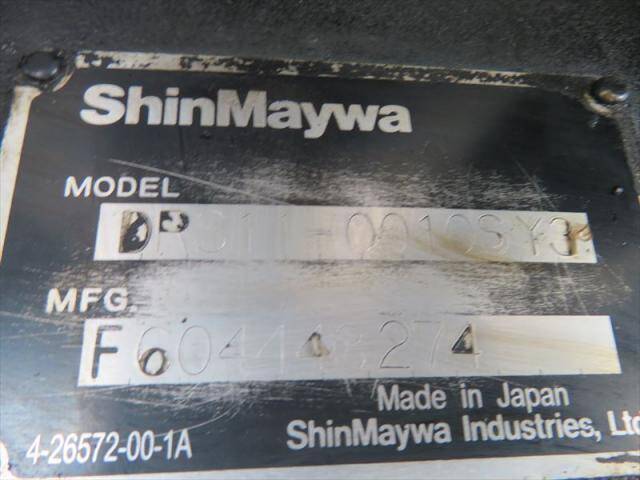 ShinMaywa
MODEL
MFG.
Made in Japan
4-26572-00-1A
ShinMaywa Industries, Ltd